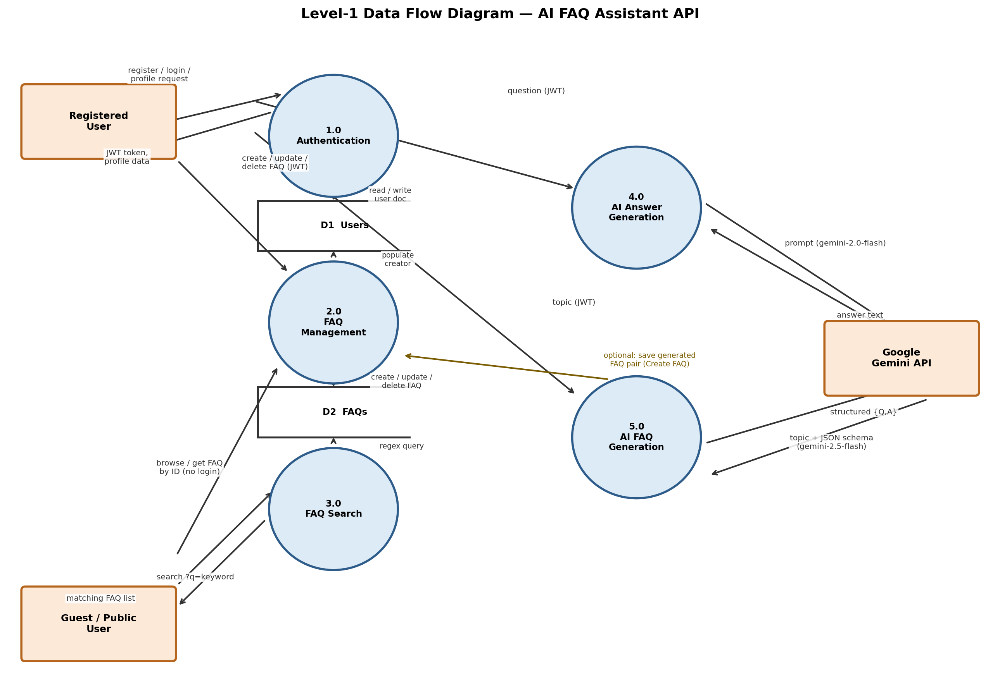 Level-1 Data Flow Diagram — AI FAQ Assistant API
register / login /
profile request
question (JWT)
Registered
User
1.0
Authentication
JWT token,
profile data
create / update /
delete FAQ (JWT)
read / write
user doc
4.0
AI Answer
Generation
D1  Users
prompt (gemini-2.0-flash)
populate
creator
topic (JWT)
2.0
FAQ
Management
answer text
optional: save generated
FAQ pair (Create FAQ)
Google
Gemini API
create / update /
delete FAQ
D2  FAQs
structured {Q,A}
5.0
AI FAQ
Generation
topic + JSON schema
(gemini-2.5-flash)
regex query
browse / get FAQ
by ID (no login)
3.0
FAQ Search
search ?q=keyword
matching FAQ list
Guest / Public
User